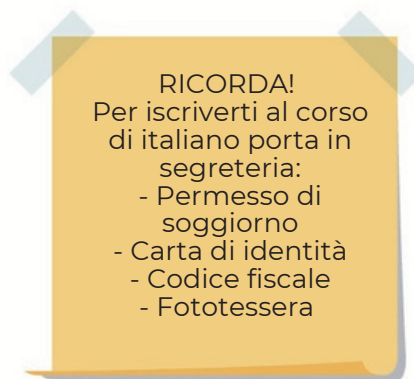 RICORDA!
Per iscriverti al corso
di italiano porta in
segreteria:
- Permesso di
soggiorno
- Carta di identità
- Codice fiscale
- Fototessera